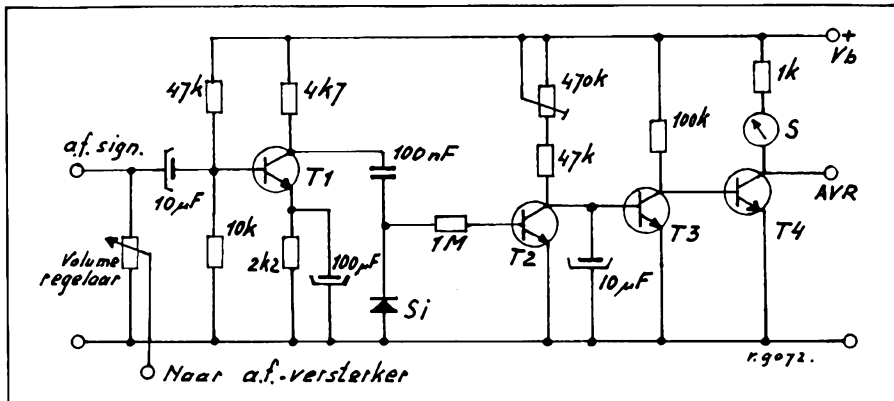 +
Vb
47k
4k7
470k
1k
100k
S
a.f. sign.
100nF
47k
AVR
10µF
T1
10k
1M
T2
T3
T4
Volume
regelaar
2k2
100µF
Si
10µF
Naar a.f.-versterker